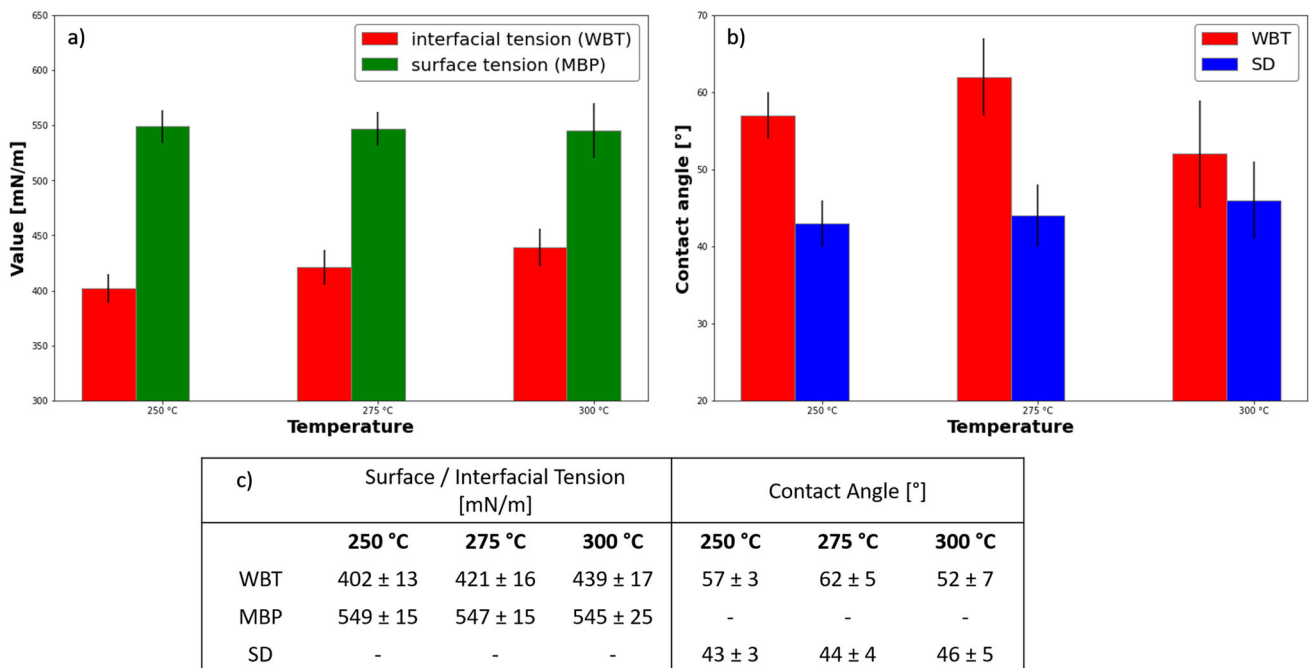 a)
interfacial tension (WBT)
surface tension (MBP)
650
600
550
500
450
400
350
300
Value [mN/m]
250 °C
275 °C
300 °C
Temperature
b)
WBT
SD
70
60
50
40
30
20
Contact angle [°]
250 °C
275 °C
300 °C
Temperature
c) Surface / Interfacial Tension Contact Angle [°]
[mN/m]
250 °C 275 °C 300 °C 250 °C 275 °C 300 °C
WBT 402 ± 13 421 ± 16 439 ± 17 57 ± 3 62 ± 5 52 ± 7
MBP 549 ± 15 547 ± 15 545 ± 25 - - -
SD - - - 43 ± 3 44 ± 4 46 ± 5